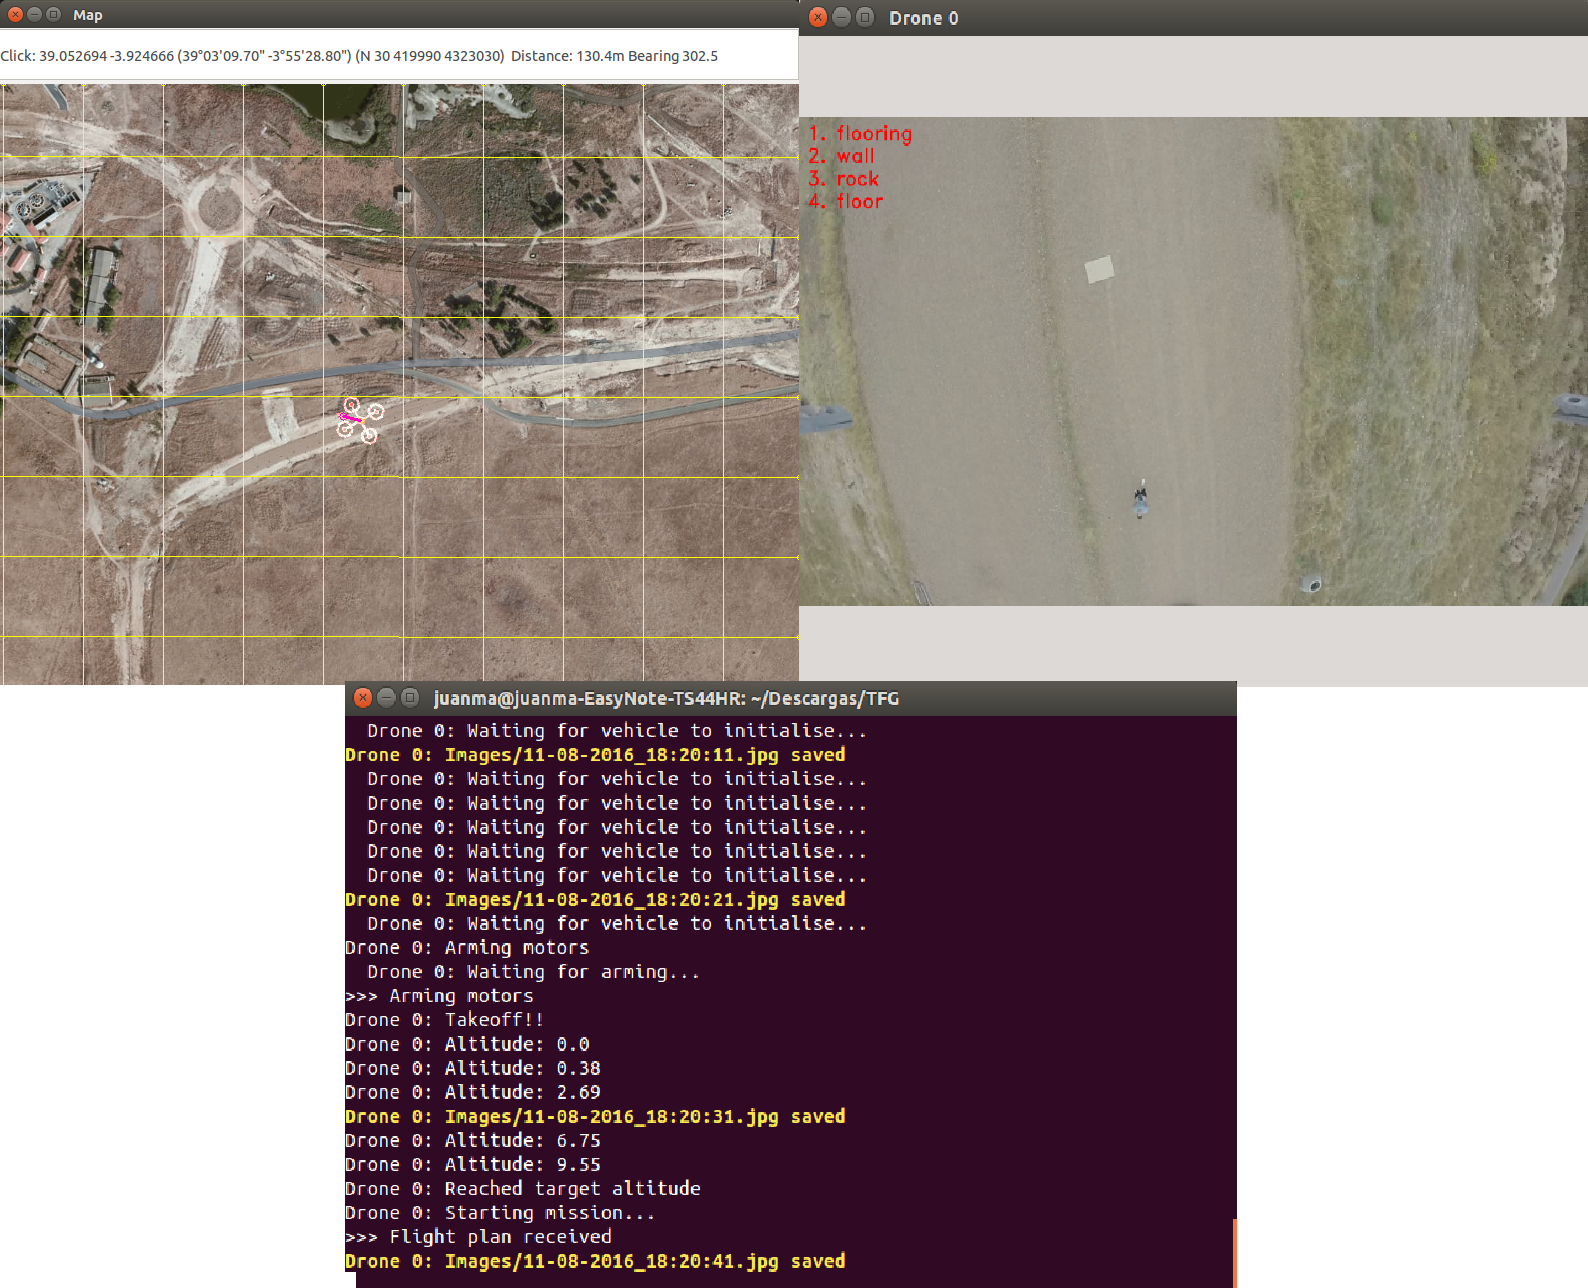 Map
Click: 39.052694 -3.924666 (39°03'09.70" -3°55'28.80") (N 30 419990 4323030)  Distance: 130.4m Bearing 302.5
Drone 0
1. flooring
2. wall
3. rock
4. floor
juanma@juanma-EasyNote-TS44HR: ~/Descargas/TFG
Drone 0: Waiting for vehicle to initialise...
Drone 0: Images/11-08-2016_18:20:11.jpg saved
Drone 0: Waiting for vehicle to initialise...
Drone 0: Waiting for vehicle to initialise...
Drone 0: Waiting for vehicle to initialise...
Drone 0: Waiting for vehicle to initialise...
Drone 0: Waiting for vehicle to initialise...
Drone 0: Images/11-08-2016_18:20:21.jpg saved
Drone 0: Waiting for vehicle to initialise...
Drone 0: Arming motors
Drone 0: Waiting for arming...
>>> Arming motors
Drone 0: Takeoff!!
Drone 0: Altitude: 0.0
Drone 0: Altitude: 0.38
Drone 0: Altitude: 2.69
Drone 0: Images/11-08-2016_18:20:31.jpg saved
Drone 0: Altitude: 6.75
Drone 0: Altitude: 9.55
Drone 0: Reached target altitude
Drone 0: Starting mission...
>>> Flight plan received
Drone 0: Images/11-08-2016_18:20:41.jpg saved